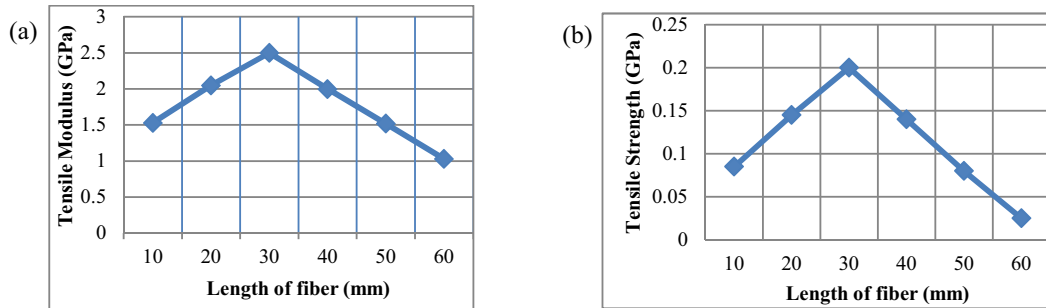 (a)
Tensile Modulus (GPa)
3
2.5
2
1.5
1
0.5
0
10 20 30 40 50 60
Length of fiber (mm)
(b)
Tensile Strength (GPa)
0.25
0.2
0.15
0.1
0.05
0
10 20 30 40 50 60
Length of fiber (mm)